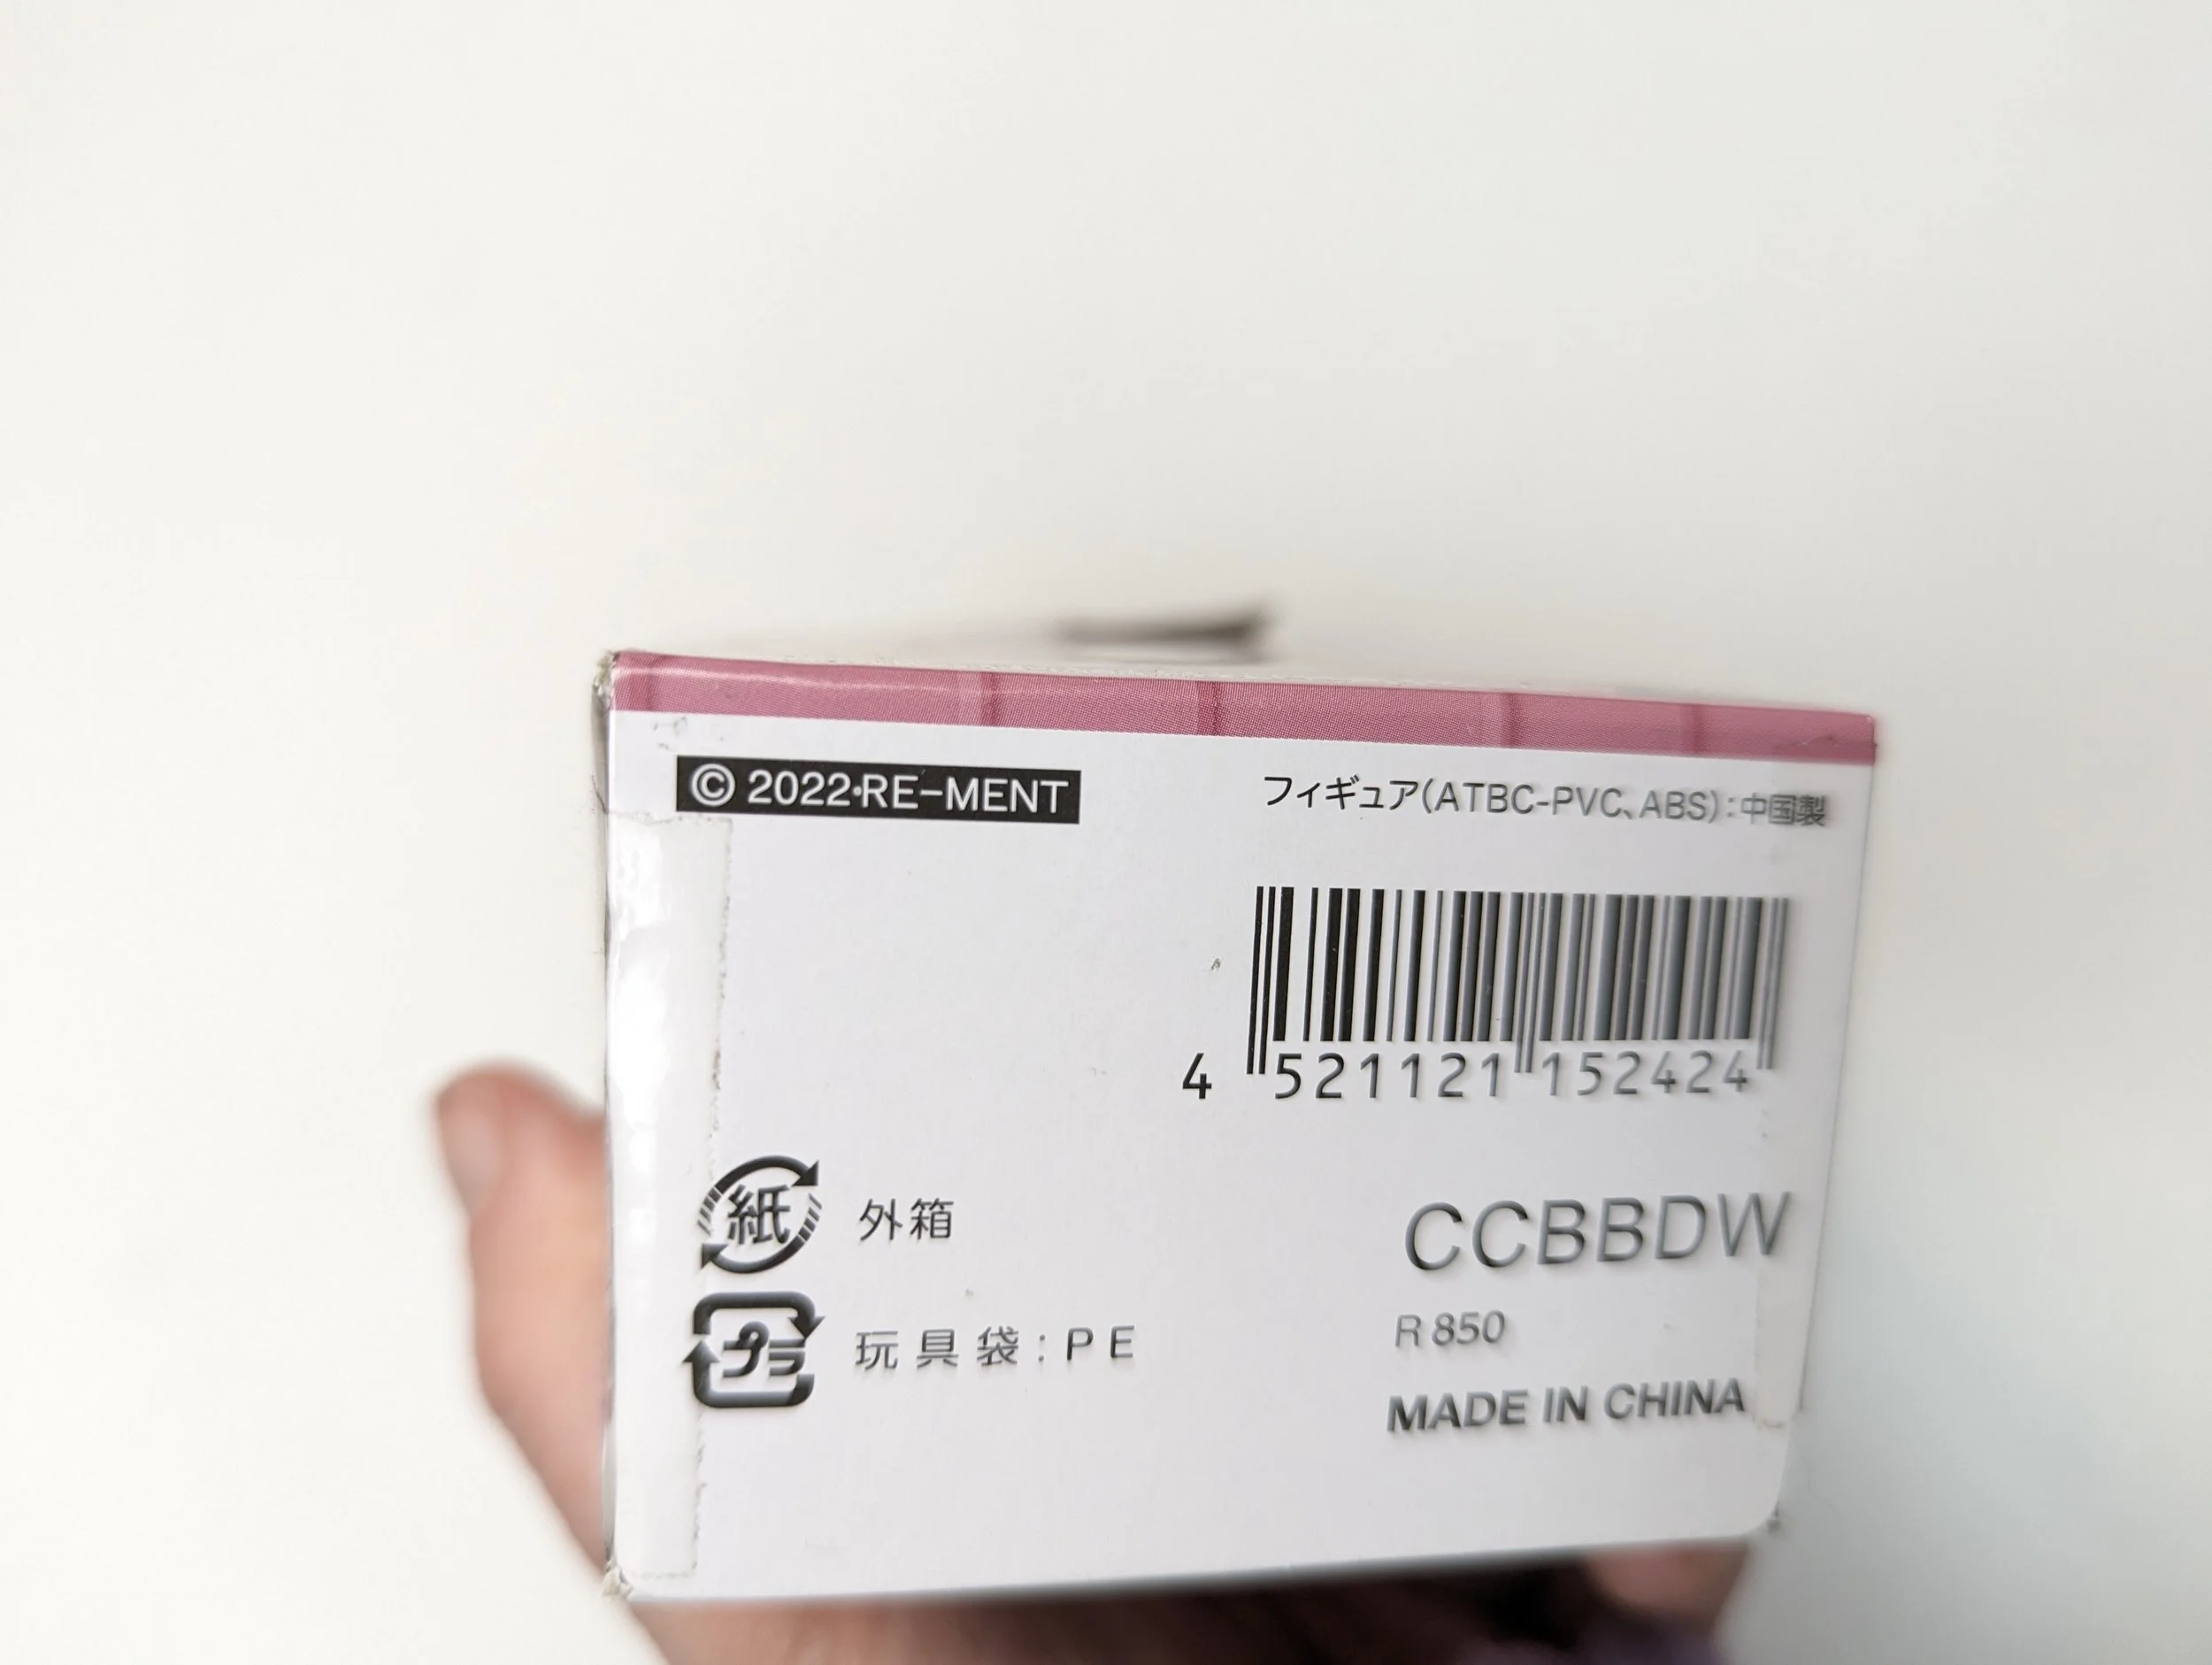 © 2022・RE-MENT
フィギュア(ATBC-PVC、ABS):中国製
4 521121 152424
紙 外箱
CCBBDW
プラ 玩具袋:PE
R 850
MADE IN CHINA